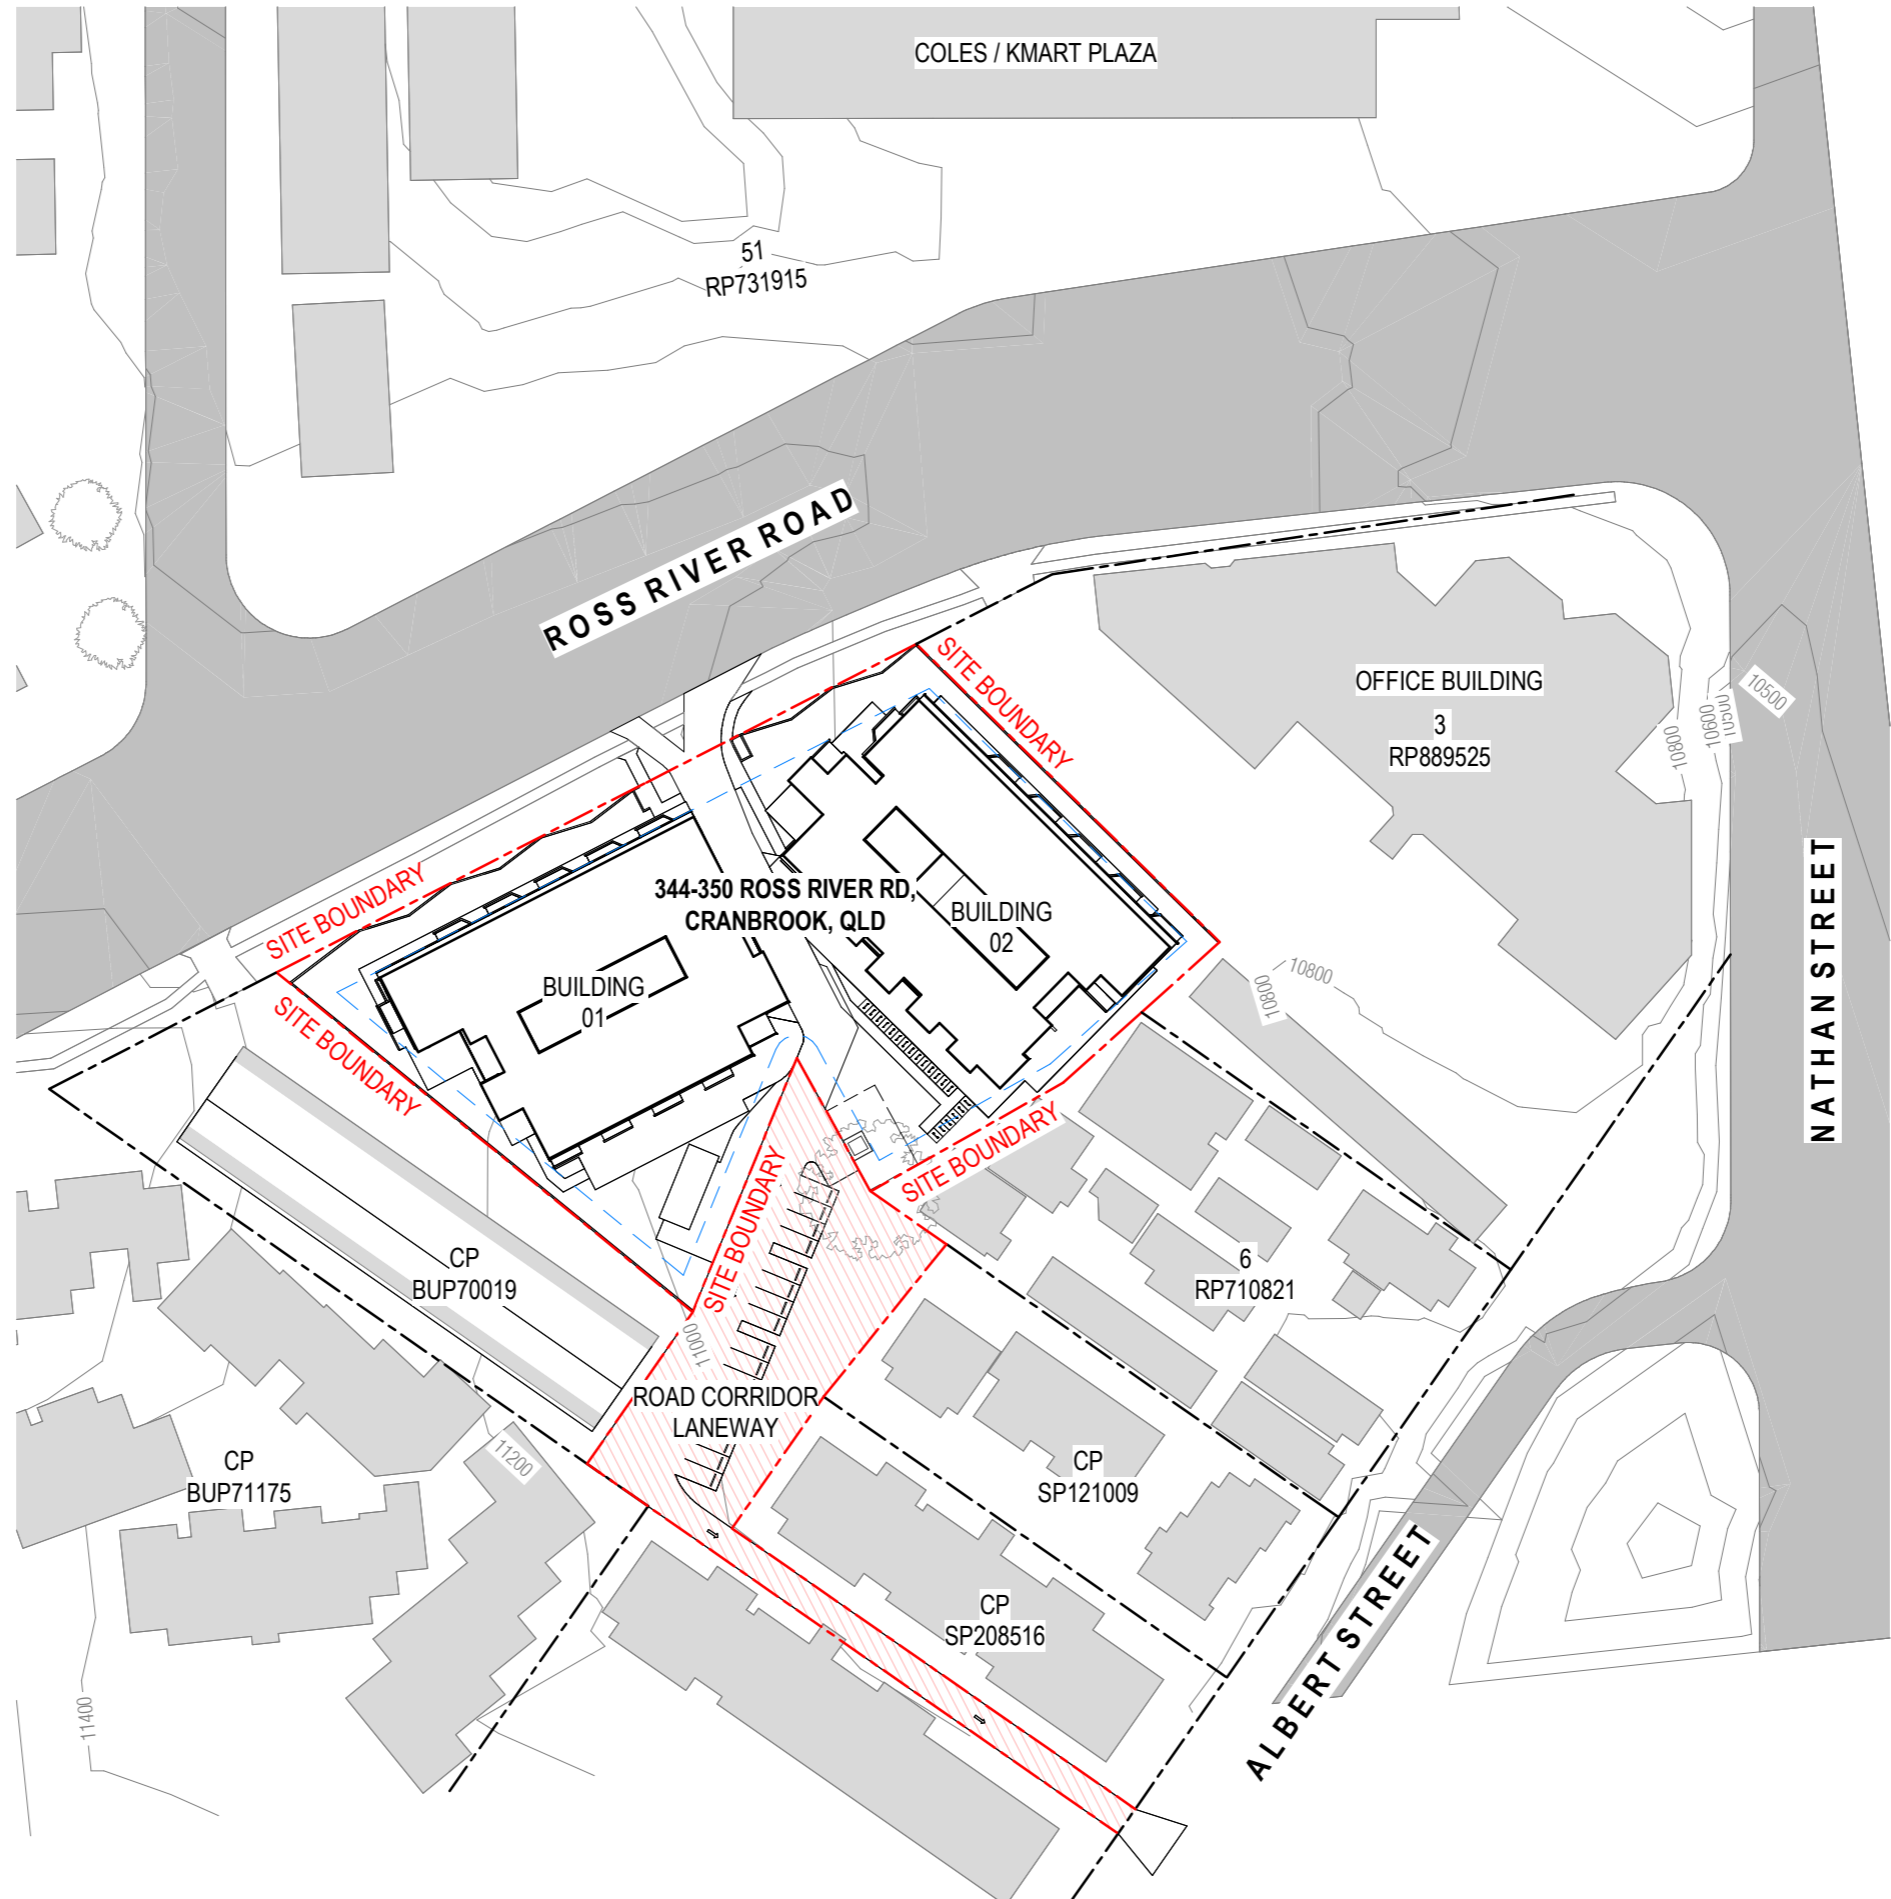 COLES / KMART PLAZA
51
RP731915
ROSS RIVER ROAD
SITE BOUNDARY
OFFICE BUILDING
3
RP889525
10500
10500
10600
10800
NATHAN STREET
SITE BOUNDARY
344-350 ROSS RIVER RD,
CRANBROOK, QLD
BUILDING
02
BUILDING
01
10800
10800
SITE BOUNDARY
SITE BOUNDARY
SITE BOUNDARY
CP
BUP70019
6
RP710821
11000
ROAD CORRIDOR
LANEWAY
CP
BUP71175
11200
CP
SP121009
CP
SP208516
ALBERT STREET
11400